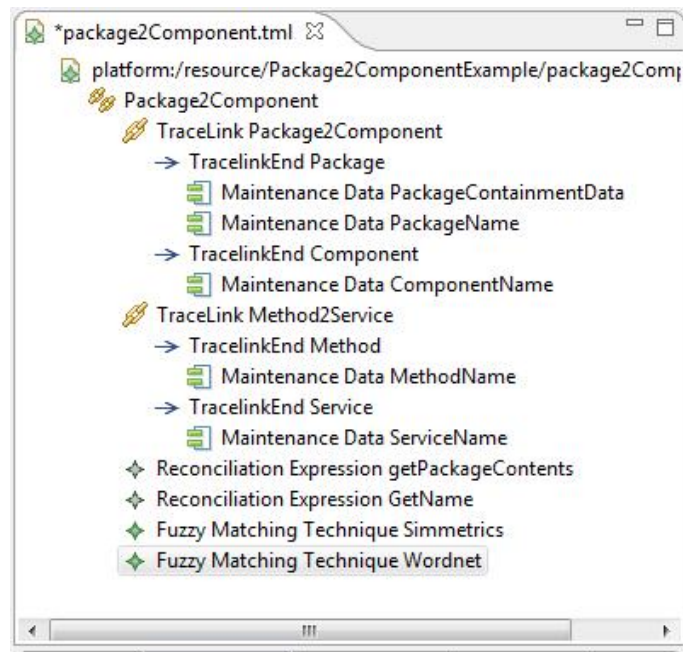 *package2Component.tml
platform:/resource/Package2ComponentExample/package2Comp
Package2Component
TraceLink Package2Component
TracelinkEnd Package
Maintenance Data PackageContainmentData
Maintenance Data PackageName
TracelinkEnd Component
Maintenance Data ComponentName
TraceLink Method2Service
TracelinkEnd Method
Maintenance Data MethodName
TracelinkEnd Service
Maintenance Data ServiceName
Reconciliation Expression getPackageContents
Reconciliation Expression GetName
Fuzzy Matching Technique Simmetrics
Fuzzy Matching Technique Wordnet